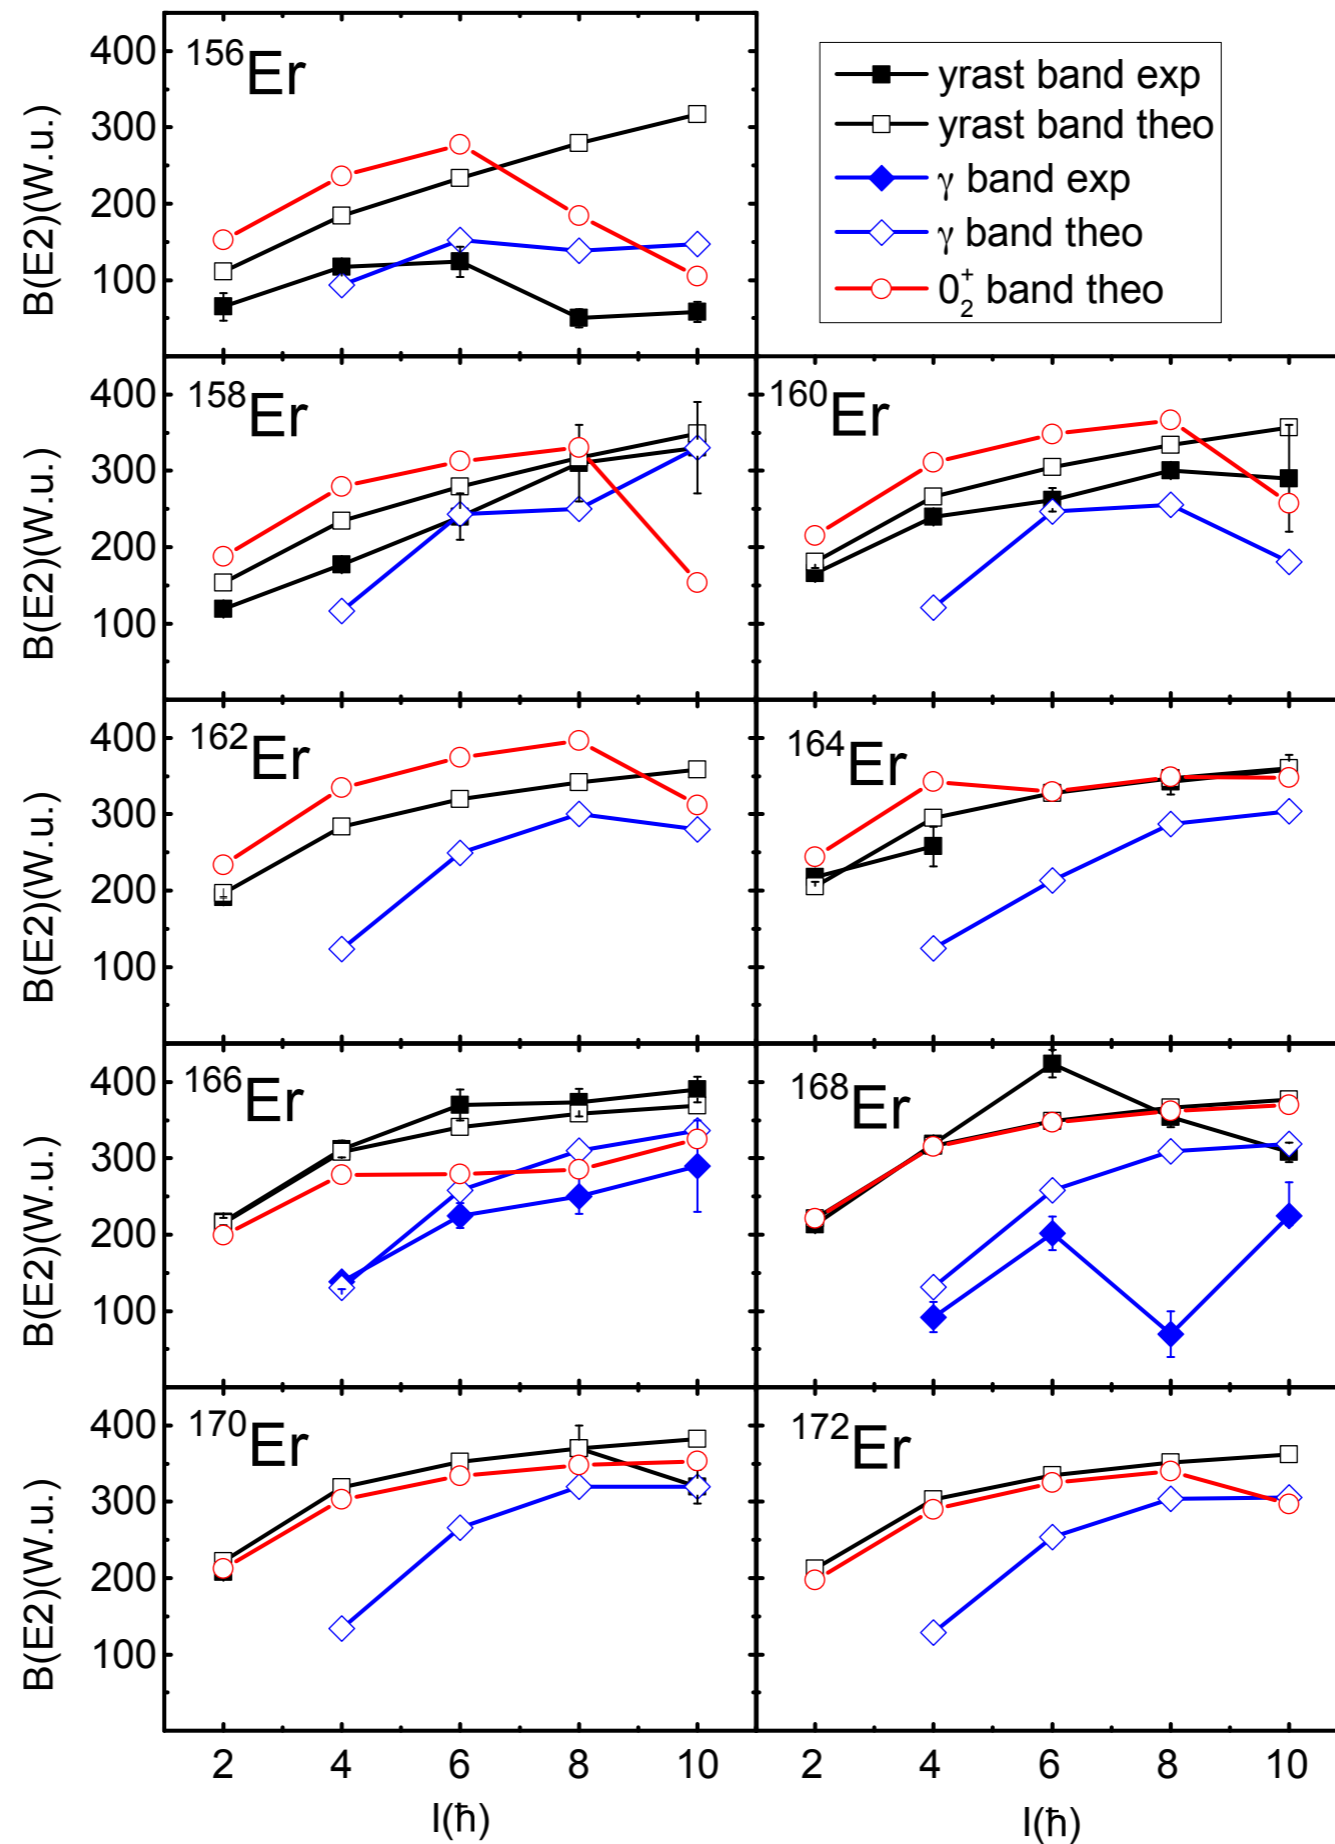 ¹⁵⁶Er
yrast band exp
yrast band theo
γ band exp
γ band theo
0₂⁺ band theo
400
300
200
100
B(E2)(W.u.)
¹⁵⁸Er
¹⁶⁰Er
400
300
200
100
B(E2)(W.u.)
¹⁶²Er
¹⁶⁴Er
400
300
200
100
B(E2)(W.u.)
¹⁶⁶Er
¹⁶⁸Er
400
300
200
100
B(E2)(W.u.)
¹⁷⁰Er
¹⁷²Er
400
300
200
100
B(E2)(W.u.)
2 4 6 8 10
2 4 6 8 10
I(ħ)
I(ħ)